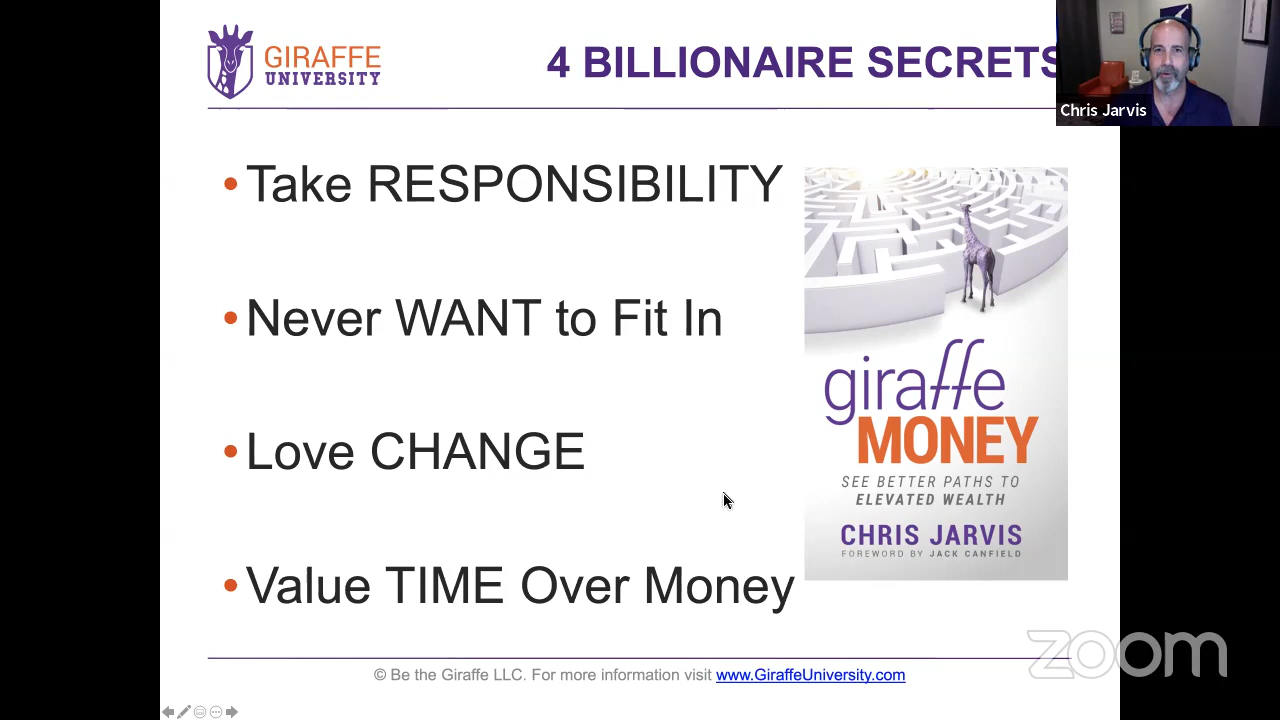 GIRAFFE
UNIVERSITY
4 BILLIONAIRE SECRETS
Chris Jarvis
• Take RESPONSIBILITY
• Never WANT to Fit In
• Love CHANGE
• Value TIME Over Money
giraffe
MONEY
SEE BETTER PATHS TO
ELEVATED WEALTH
CHRIS JARVIS
FOREWORD BY JACK CANFIELD
zoom
© Be the Giraffe LLC. For more information visit www.GiraffeUniversity.com